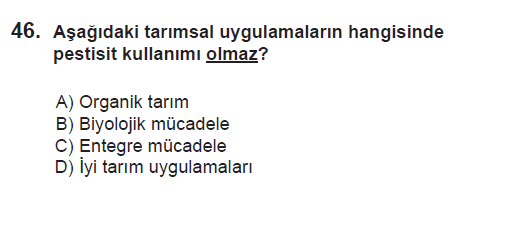 46. Aşağıdaki tarımsal uygulamaların hangisinde
pestisit kullanımı olmaz?
A) Organik tarım
B) Biyolojik mücadele
C) Entegre mücadele
D) İyi tarım uygulamaları